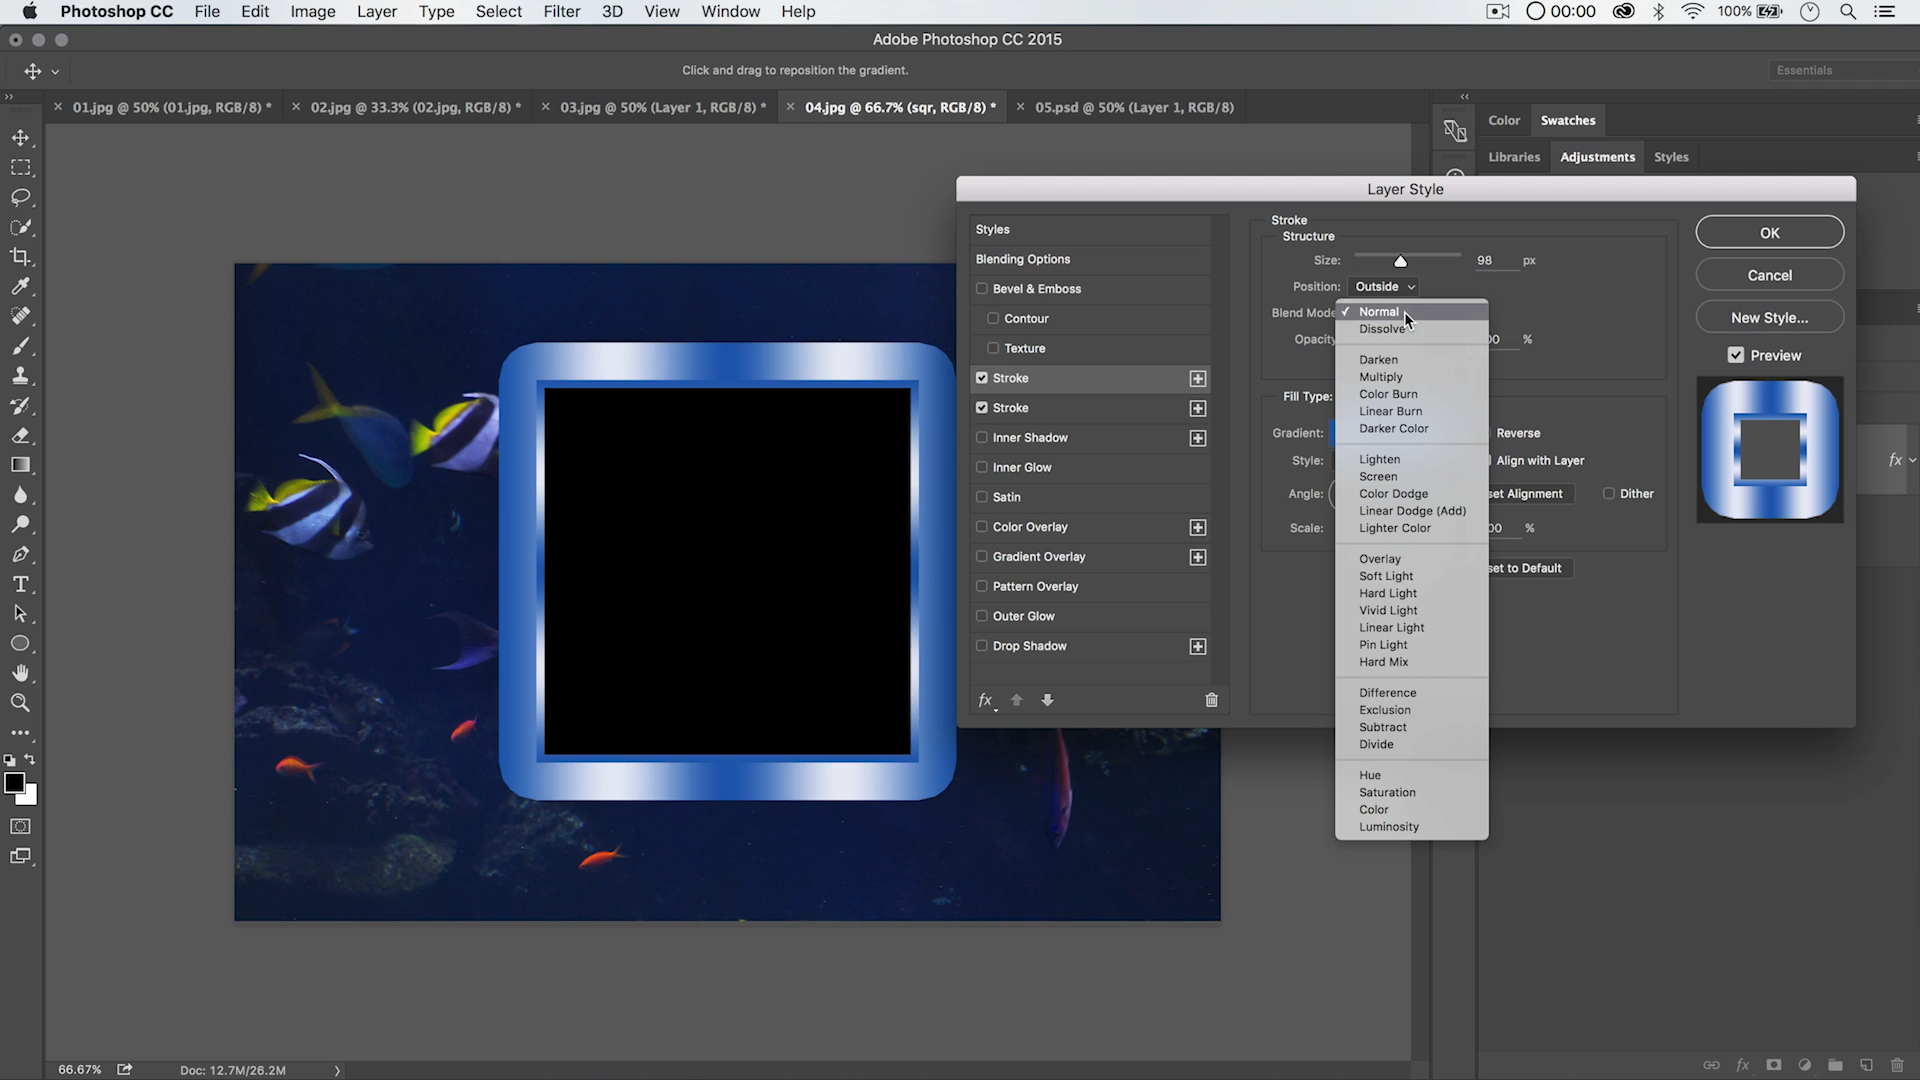 Photoshop CC File Edit Image Layer Type Select Filter 3D View Window Help 00:00 100%
Adobe Photoshop CC 2015
Click and drag to reposition the gradient.
Essentials
01.jpg @ 50% (01.jpg, RGB/8) *
02.jpg @ 33.3% (02.jpg, RGB/8) *
03.jpg @ 50% (Layer 1, RGB/8) *
04.jpg @ 66.7% (sqr, RGB/8) *
05.psd @ 50% (Layer 1, RGB/8)
Color Swatches
Libraries Adjustments Styles
Layer Style
Styles
Blending Options
Bevel & Emboss
Contour
Texture
Stroke
Stroke
Inner Shadow
Inner Glow
Satin
Color Overlay
Gradient Overlay
Pattern Overlay
Outer Glow
Drop Shadow
fx
Stroke
Structure
Size: 98 px
Position: Outside
Blend Mode
Opacity 00 %
Fill Type:
Gradient: Reverse
Style: Align with Layer
Angle: set Alignment Dither
Scale: 00 %
set to Default
Normal
Dissolve
Darken
Multiply
Color Burn
Linear Burn
Darker Color
Lighten
Screen
Color Dodge
Linear Dodge (Add)
Lighter Color
Overlay
Soft Light
Hard Light
Vivid Light
Linear Light
Pin Light
Hard Mix
Difference
Exclusion
Subtract
Divide
Hue
Saturation
Color
Luminosity
OK
Cancel
New Style...
Preview
fx
66.67% Doc: 12.7M/26.2M
fx